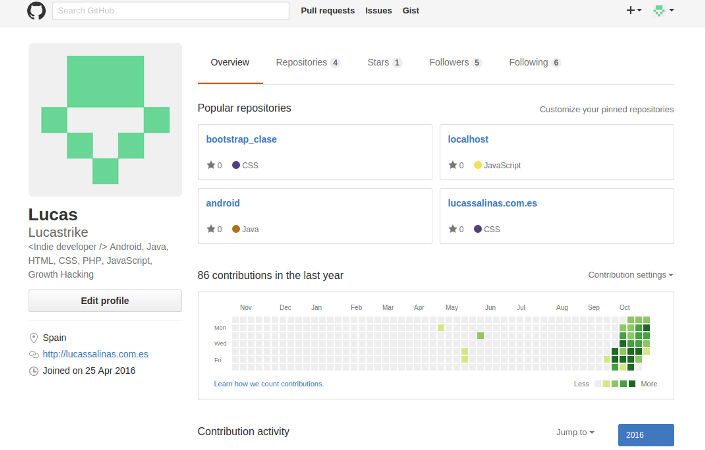 Search GitHub
Pull requests Issues Gist
Overview Repositories 4 Stars 1 Followers 5 Following 6
Popular repositories Customize your pinned repositories
bootstrap_clase
0 CSS
localhost
0 JavaScript
android
0 Java
lucassalinas.com.es
0 CSS
Lucas
Lucastrike
<Indie developer /> Android, Java,
HTML, CSS, PHP, JavaScript,
Growth Hacking
Edit profile
Spain
http://lucassalinas.com.es
Joined on 25 Apr 2016
86 contributions in the last year Contribution settings
Nov Dec Jan Feb Mar Apr May Jun Jul Aug Sep Oct
Mon
Wed
Fri
Learn how we count contributions. Less More
Contribution activity Jump to 2016